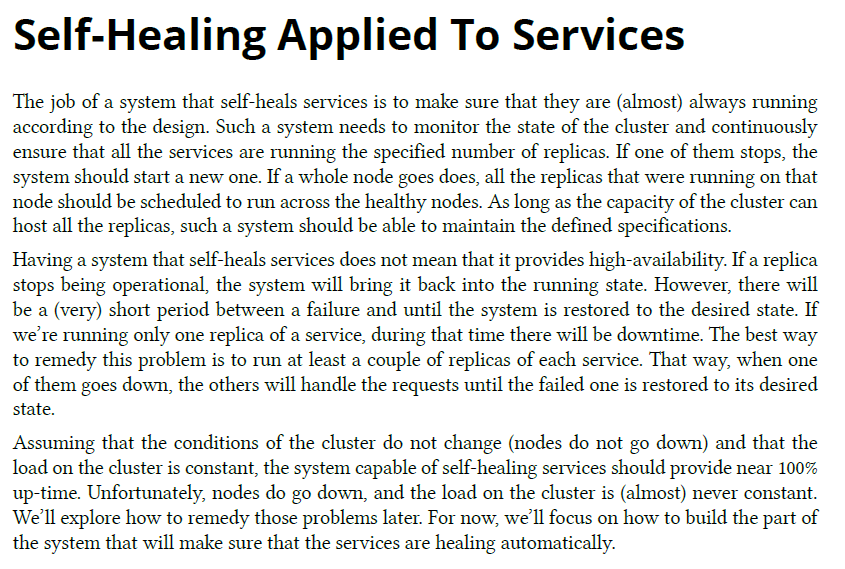 Self-Healing Applied To Services
The job of a system that self-heals services is to make sure that they are (almost) always running
according to the design. Such a system needs to monitor the state of the cluster and continuously
ensure that all the services are running the specified number of replicas. If one of them stops, the
system should start a new one. If a whole node goes does, all the replicas that were running on that
node should be scheduled to run across the healthy nodes. As long as the capacity of the cluster can
host all the replicas, such a system should be able to maintain the defined specifications.
Having a system that self-heals services does not mean that it provides high-availability. If a replica
stops being operational, the system will bring it back into the running state. However, there will
be a (very) short period between a failure and until the system is restored to the desired state. If
we’re running only one replica of a service, during that time there will be downtime. The best way
to remedy this problem is to run at least a couple of replicas of each service. That way, when one
of them goes down, the others will handle the requests until the failed one is restored to its desired
state.
Assuming that the conditions of the cluster do not change (nodes do not go down) and that the
load on the cluster is constant, the system capable of self-healing services should provide near 100%
up-time. Unfortunately, nodes do go down, and the load on the cluster is (almost) never constant.
We’ll explore how to remedy those problems later. For now, we’ll focus on how to build the part of
the system that will make sure that the services are healing automatically.